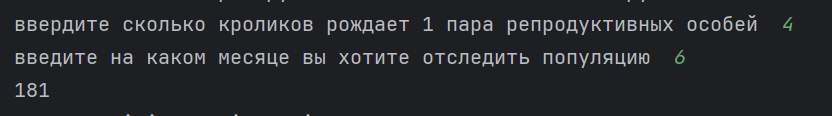 ввердите сколько кроликов рождает 1 пара репродуктивных особей 4
введите на каком месяце вы хотите отследить популяцию 6
181